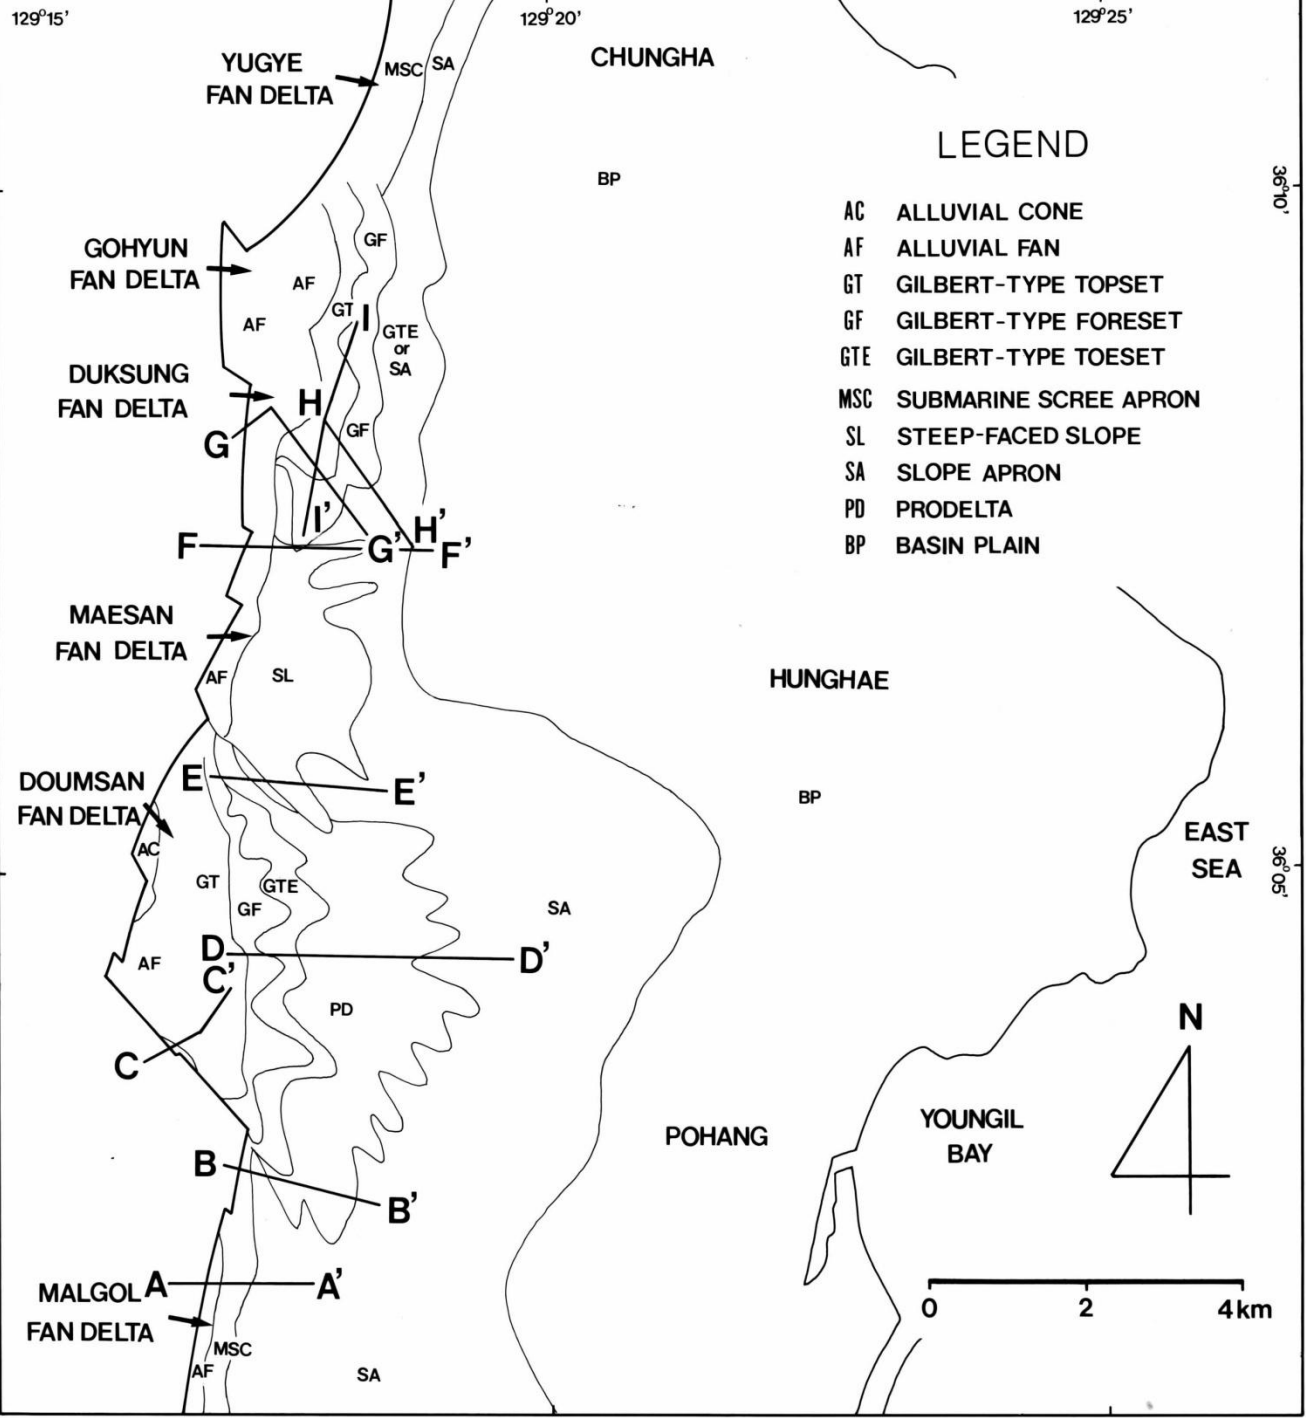 129°15'
129°20'
129°25'
YUGYE
FAN DELTA
MSC
SA
CHUNGHA
LEGEND
BP
36°10'
AC ALLUVIAL CONE
AF ALLUVIAL FAN
GT GILBERT-TYPE TOPSET
GF GILBERT-TYPE FORESET
GTE GILBERT-TYPE TOESET
MSC SUBMARINE SCREE APRON
SL STEEP-FACED SLOPE
SA SLOPE APRON
PD PRODELTA
BP BASIN PLAIN
GOHYUN
FAN DELTA
AF
AF
GF
GT
I
GTE
or
SA
DUKSUNG
FAN DELTA
H
G
GF
I'
H'
F
G'
F'
MAESAN
FAN DELTA
AF
SL
HUNGHAE
DOUMSAN
FAN DELTA
E
E'
BP
EAST
SEA
36°05'
AC
GT
GTE
GF
SA
D
D'
AF
C'
PD
C
N
POHANG
YOUNGIL
BAY
B
B'
MALGOL
FAN DELTA
A
A'
MSC
AF
SA
0 2 4km